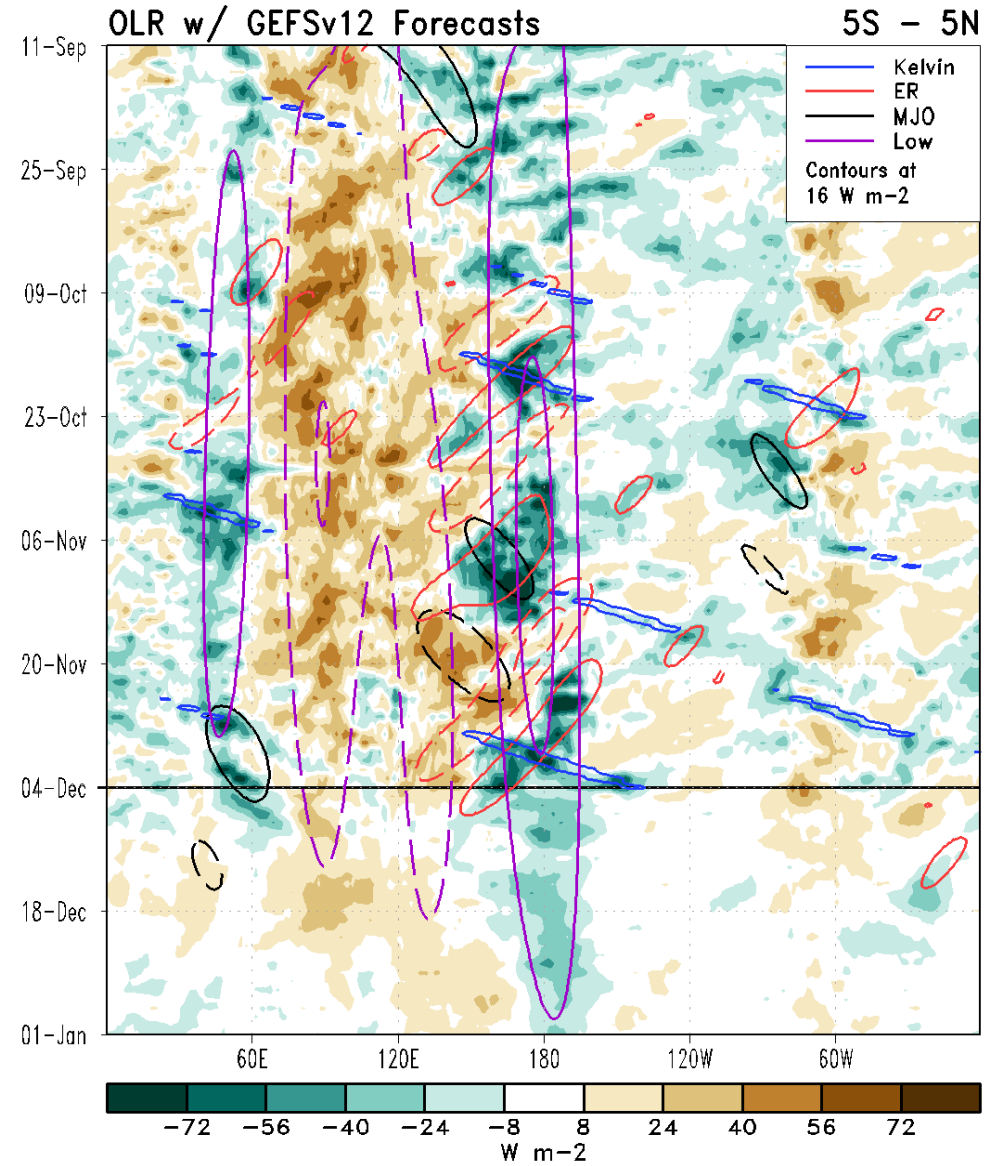 OLR w/ GEFSv12 Forecasts 5S - 5N
11-Sep
25-Sep
09-Oct
23-Oct
06-Nov
20-Nov
04-Dec
18-Dec
01-Jan
Kelvin
ER
MJO
Low
Contours at
16 W m-2
60E 120E 180 120W 60W
-72 -56 -40 -24 -8 8 24 40 56 72
W m-2